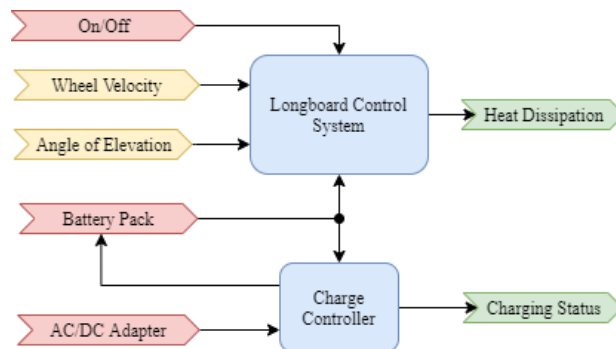 On/Off
Wheel Velocity
Longboard Control
System
Heat Dissipation
Angle of Elevation
Battery Pack
Charge
Controller
Charging Status
AC/DC Adapter